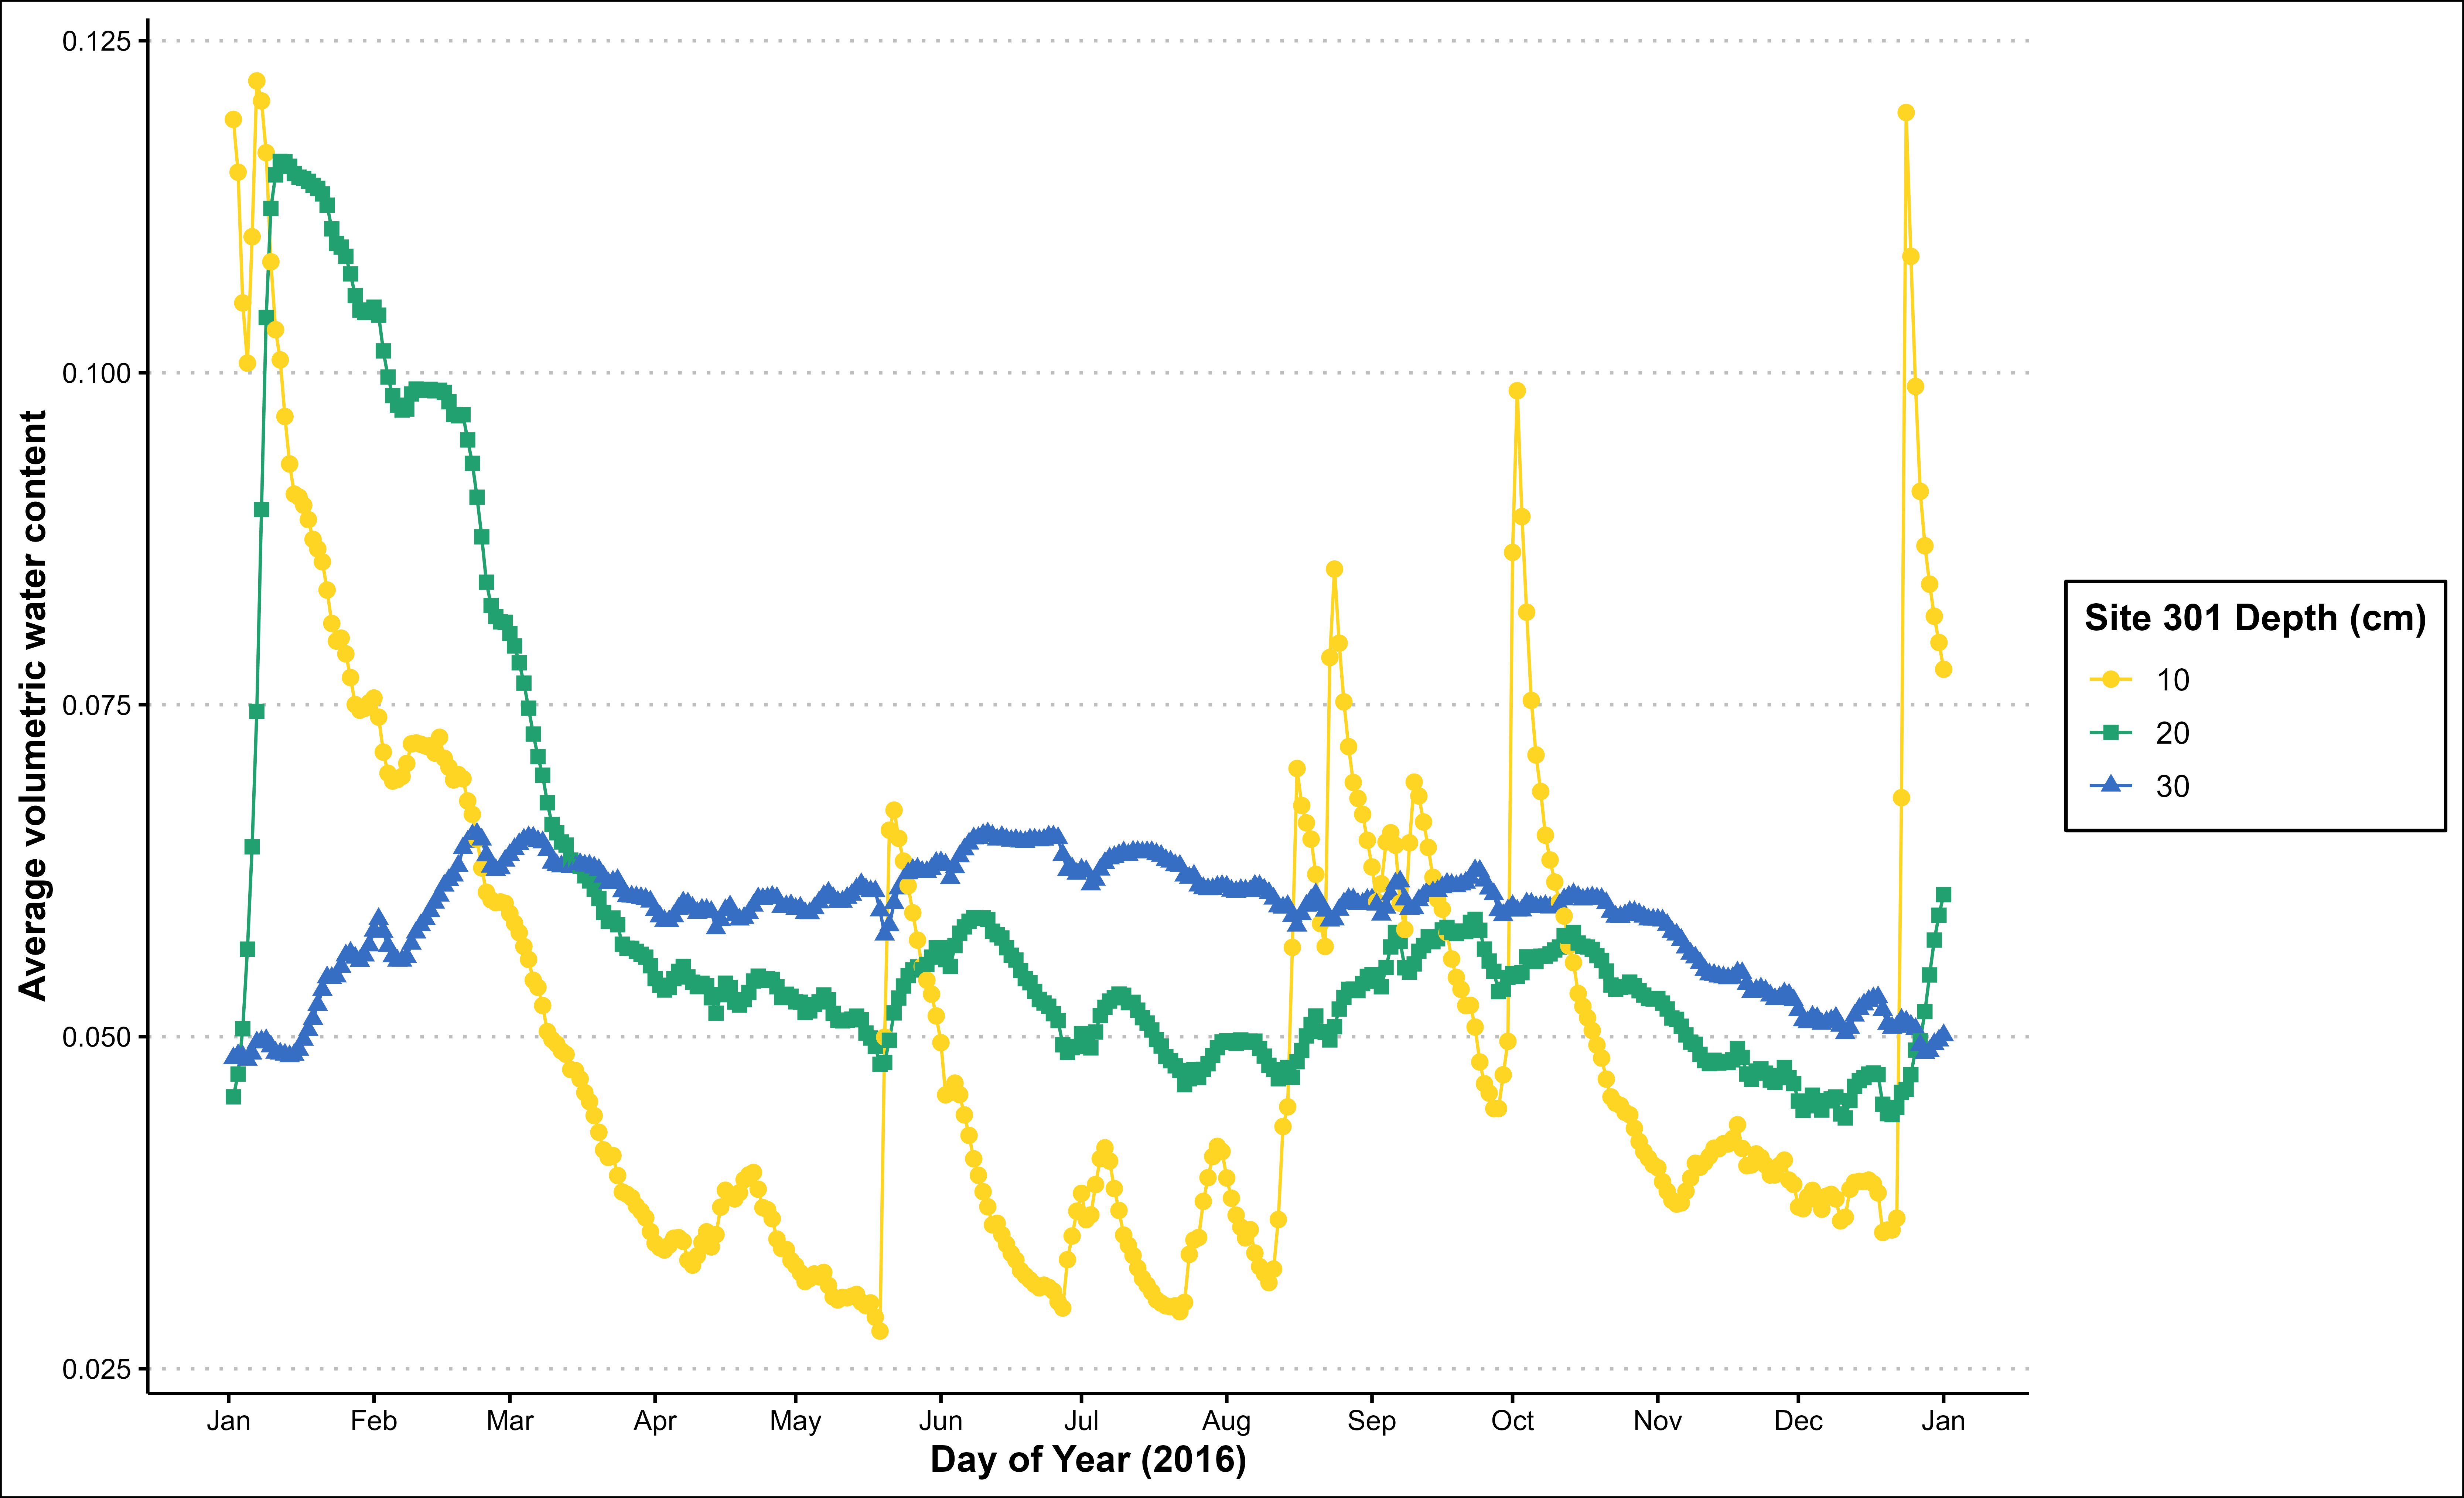 Average volumetric water content
0.125
0.100
0.075
0.050
0.025
Jan Feb Mar Apr May Jun Jul Aug Sep Oct Nov Dec Jan
Day of Year (2016)
Site 301 Depth (cm)
10
20
30